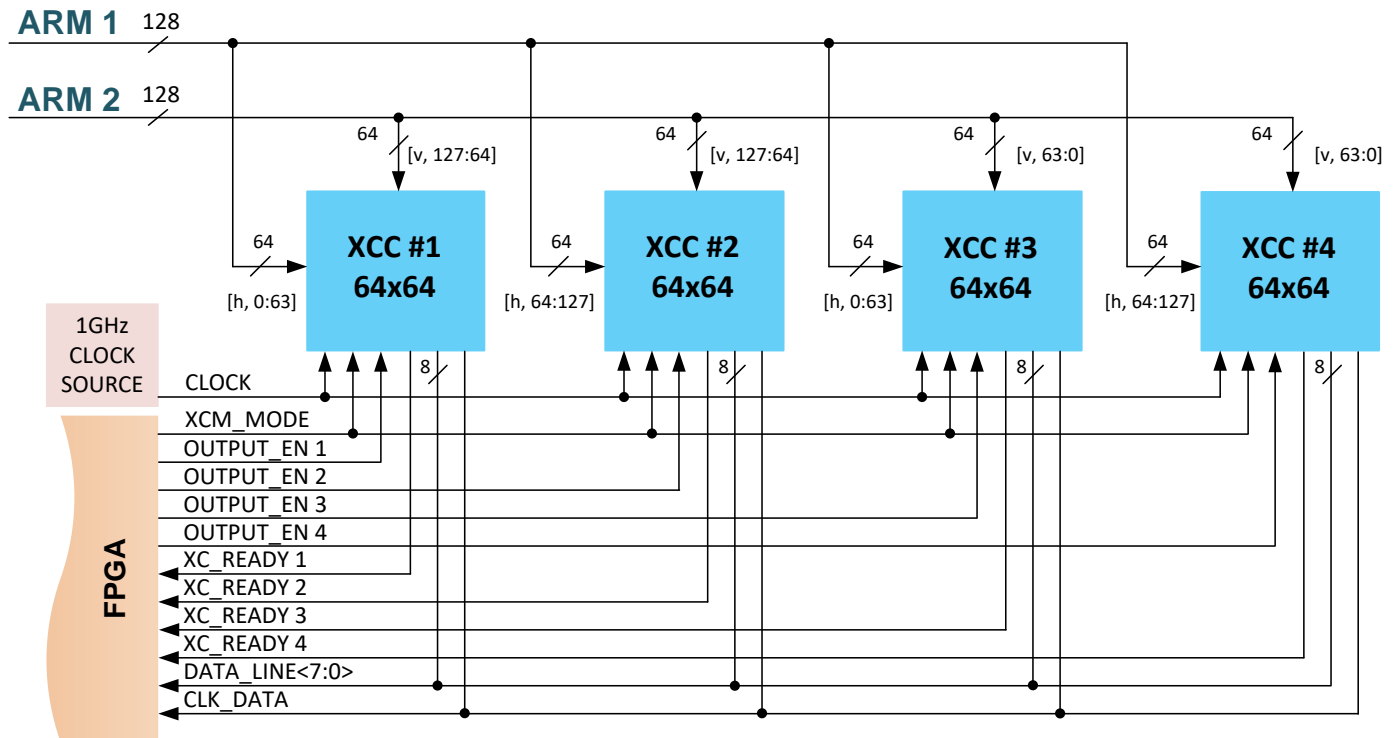 ARM 1 128
ARM 2 128
64 64 64 64
[v, 127:64] [v, 127:64] [v, 63:0] [v, 63:0]
XCC #1 XCC #2 XCC #3 XCC #4
64x64 64x64 64x64 64x64
64 64 64 64
[h, 0:63] [h, 64:127] [h, 0:63] [h, 64:127]
1GHz
CLOCK
SOURCE
8 8 8 8
CLOCK
XCM_MODE
OUTPUT_EN 1
OUTPUT_EN 2
OUTPUT_EN 3
OUTPUT_EN 4
XC_READY 1
XC_READY 2
XC_READY 3
XC_READY 4
DATA_LINE<7:0>
CLK_DATA
FPGA